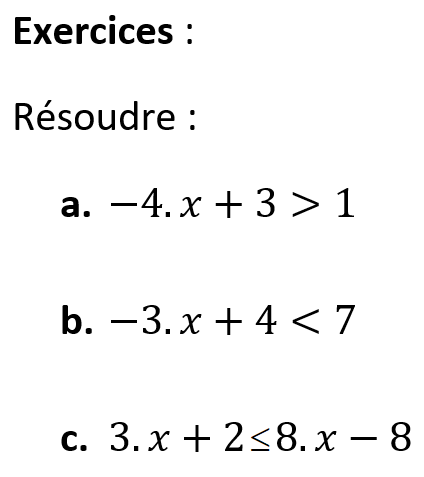 Exercices :
Résoudre :
a. −4. x + 3 > 1
b. −3. x + 4 < 7
c. 3. x + 2≤8. x − 8